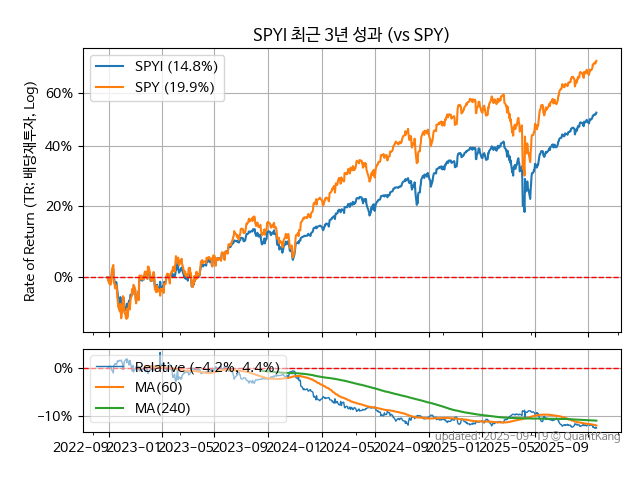 SPYI 최근 3년 성과 (vs SPY)
Rate of Return (TR: 배당재투자, Log)
SPYI (14.8%)
SPY (19.9%)
60%
40%
20%
0%
Relative (−4.2%, 4.4%)
MA(60)
MA(240)
0%
−10%
2022-09 2023-01 2023-05 2023-09 2024-01 2024-05 2024-09 2025-01 2025-05 2025-09
updated: 2025-09-19 © QuantKang